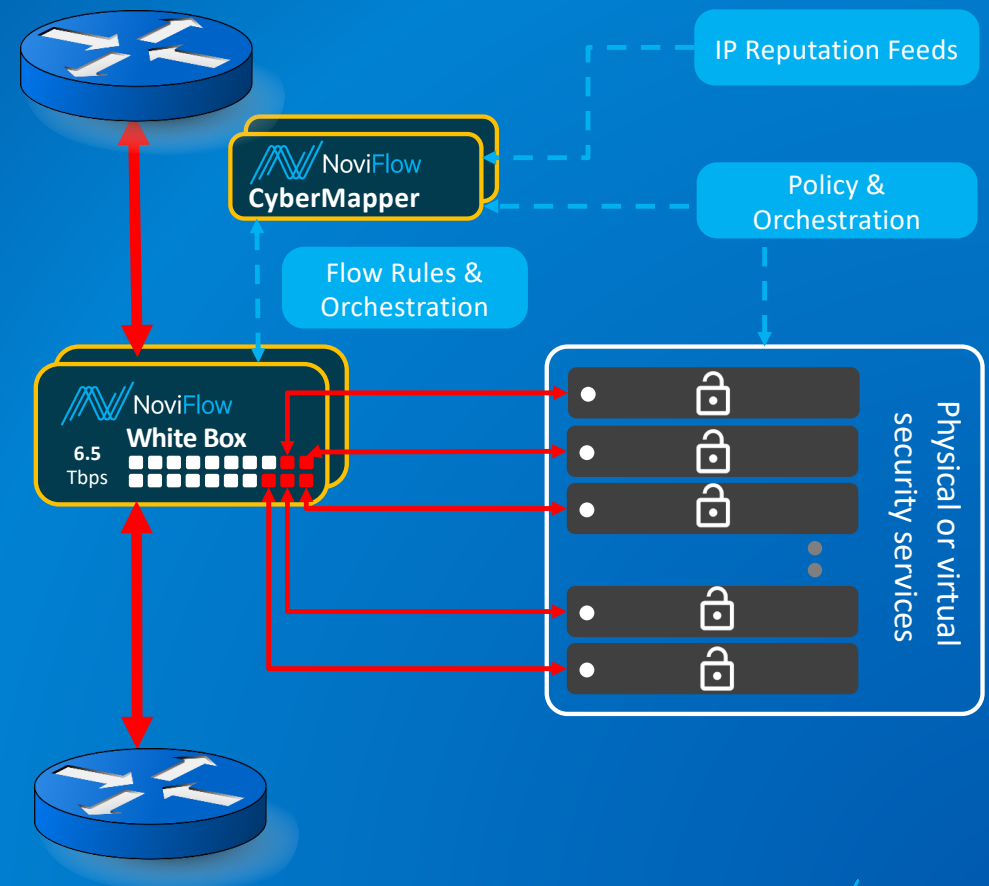 IP Reputation Feeds
NoviFlow
CyberMapper
Policy &
Orchestration
Flow Rules &
Orchestration
NoviFlow
White Box
6.5
Tbps
Physical or virtual
security services